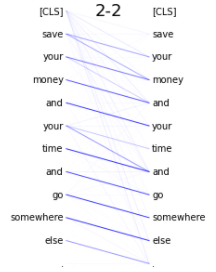 2-2
[CLS] [CLS]
save save
your your
money money
and and
your your
time time
and and
go go
somewhere somewhere
else else